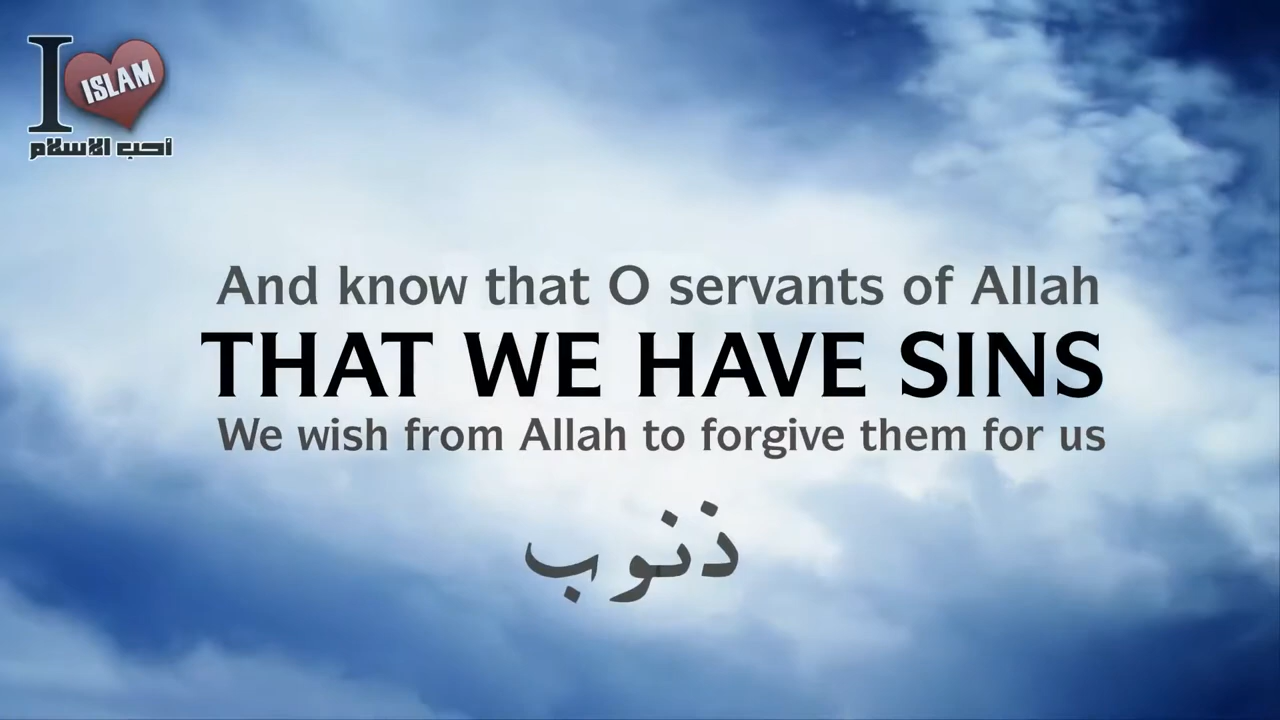 I ISLAM
أحب الاسلام
And know that O servants of Allah
THAT WE HAVE SINS
We wish from Allah to forgive them for us
ذنوب